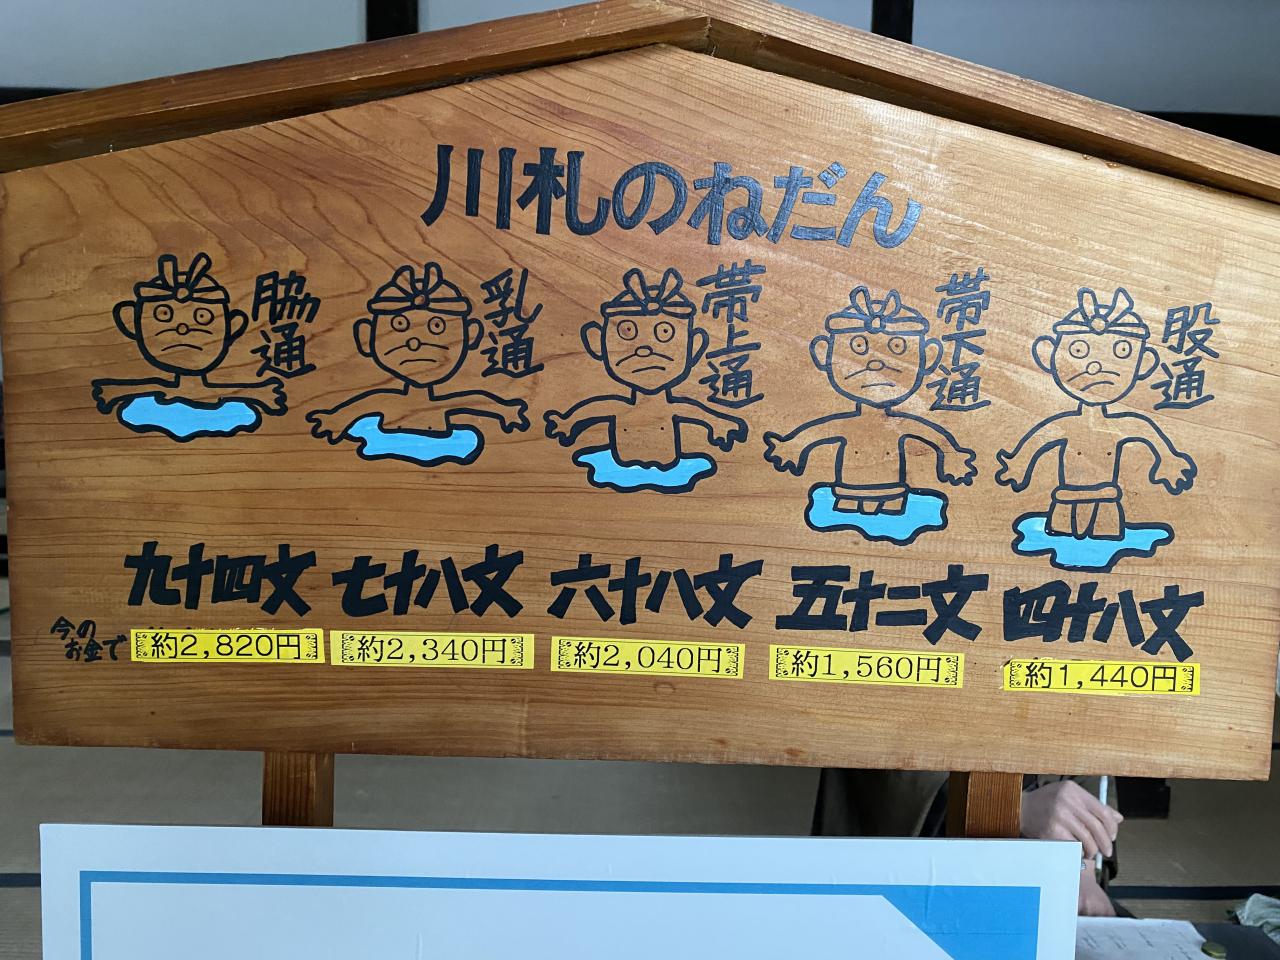 川札のねだん
脇通
乳通
帯上通
帯下通
股通
九十四文 七十八文 六十八文 五十二文 四十八文
今の
お金で
約2,820円 約2,340円 約2,040円 約1,560円 約1,440円